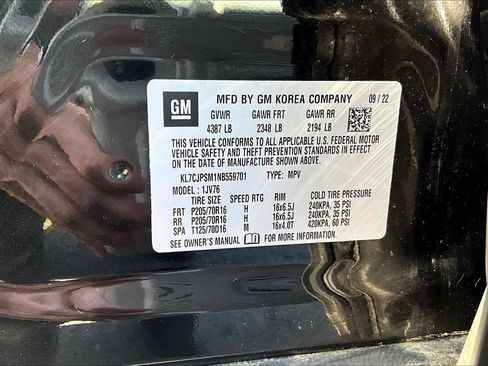 GM
MFD BY GM KOREA COMPANY 09 / 22
GVWR GAWR FRT GAWR RR
4387 LB 2348 LB 2194 LB
THIS VEHICLE CONFORMS TO ALL APPLICABLE U.S. FEDERAL MOTOR
VEHICLE SAFETY AND THEFT PREVENTION STANDARDS IN EFFECT
ON THE DATE OF MANUFACTURE SHOWN ABOVE.
KL7CJPSM1NB559701 TYPE: MPV
MODEL: 1JV76
TIRE SIZE SPEED RTG RIM COLD TIRE PRESSURE
FRT P205/70R16 H 16x6.5J 240KPA, 35 PSI
RR P205/70R16 H 16x6.5J 240KPA, 35 PSI
SPA T125/70D16 M 16x4.0T 420KPA, 60 PSI
SEE OWNER'S MANUAL FOR MORE INFORMATION